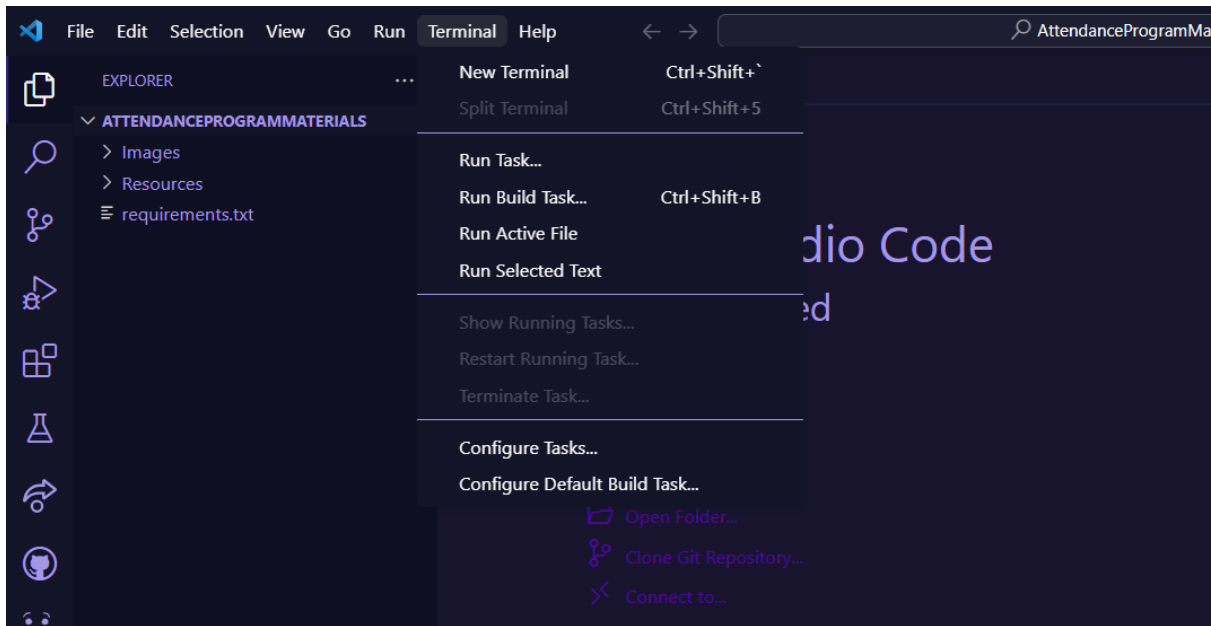 File Edit Selection View Go Run Terminal Help AttendanceProgramMa
EXPLORER
ATTENDANCEPROGRAMMATERIALS
Images
Resources
requirements.txt
New Terminal Ctrl+Shift+`
Split Terminal Ctrl+Shift+5
Run Task...
Run Build Task... Ctrl+Shift+B
Run Active File
Run Selected Text
Show Running Tasks...
Restart Running Task...
Terminate Task...
Configure Tasks...
Configure Default Build Task...
dio Code
ed
Open Folder...
Clone Git Repository...
Connect to...